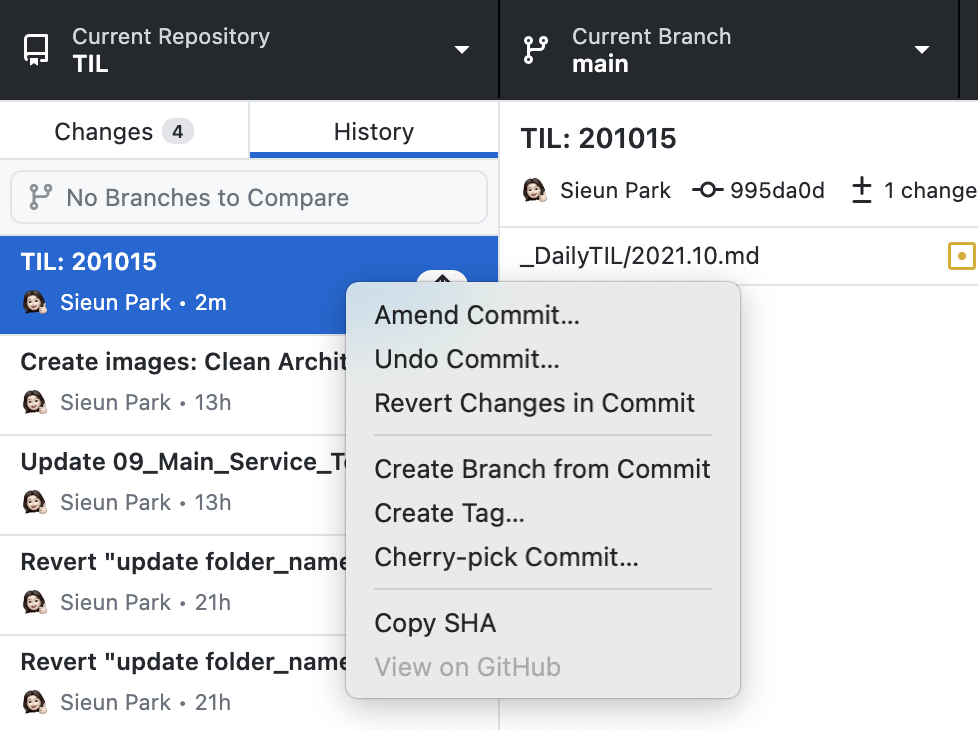 Current Repository
TIL
Current Branch
main
Changes 4
History
No Branches to Compare
TIL: 201015
Sieun Park • 2m
Create images: Clean Archit
Sieun Park • 13h
Update 09_Main_Service_T
Sieun Park • 13h
Revert "update folder_name
Sieun Park • 21h
Revert "update folder_name
Sieun Park • 21h
TIL: 201015
Sieun Park 995da0d 1 change
_DailyTIL/2021.10.md
Amend Commit...
Undo Commit...
Revert Changes in Commit
Create Branch from Commit
Create Tag...
Cherry-pick Commit...
Copy SHA
View on GitHub